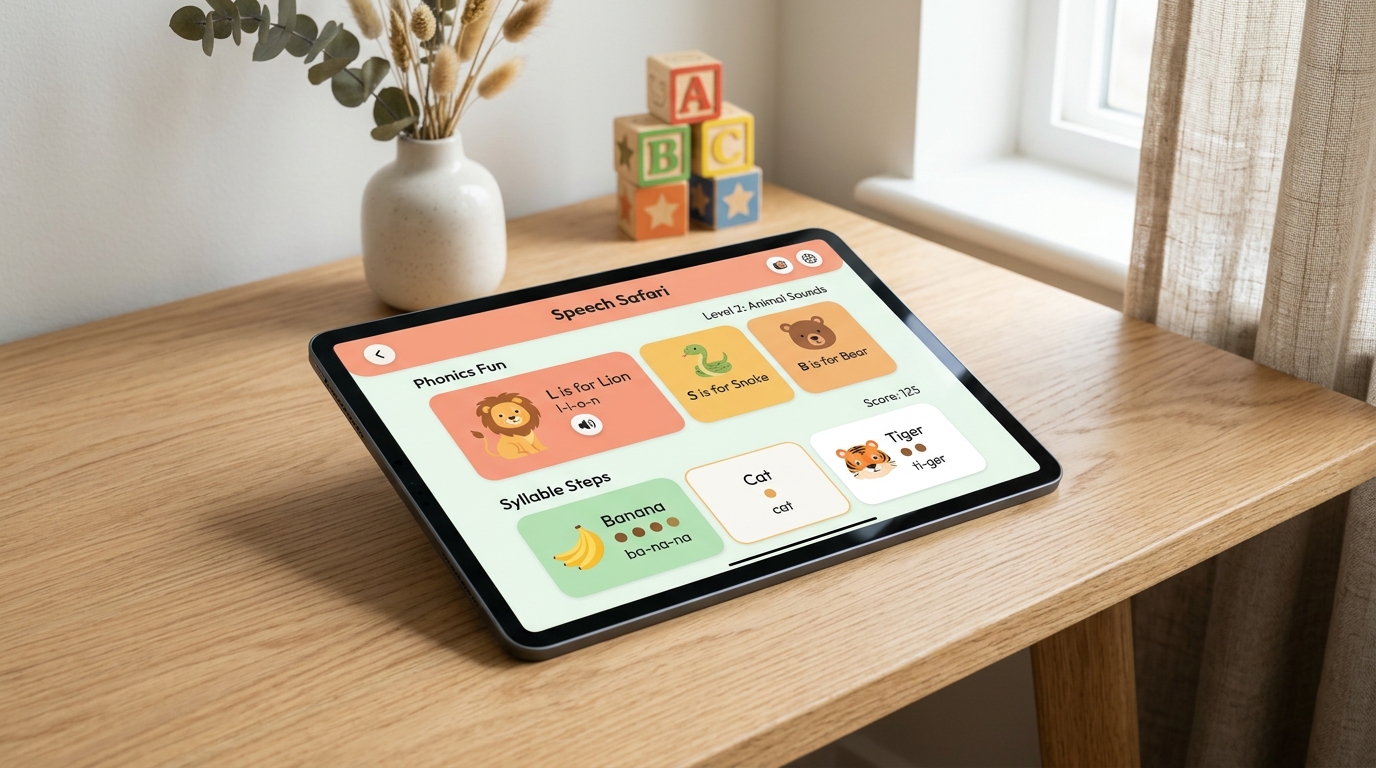 A
B
C
Speech Safari
Phonics Fun
Level 2: Animal Sounds
L is for Lion
l-i-o-n
S is for Snake
B is for Bear
Score: 125
Syllable Steps
Banana
ba-na-na
Cat
cat
Tiger
ti-ger